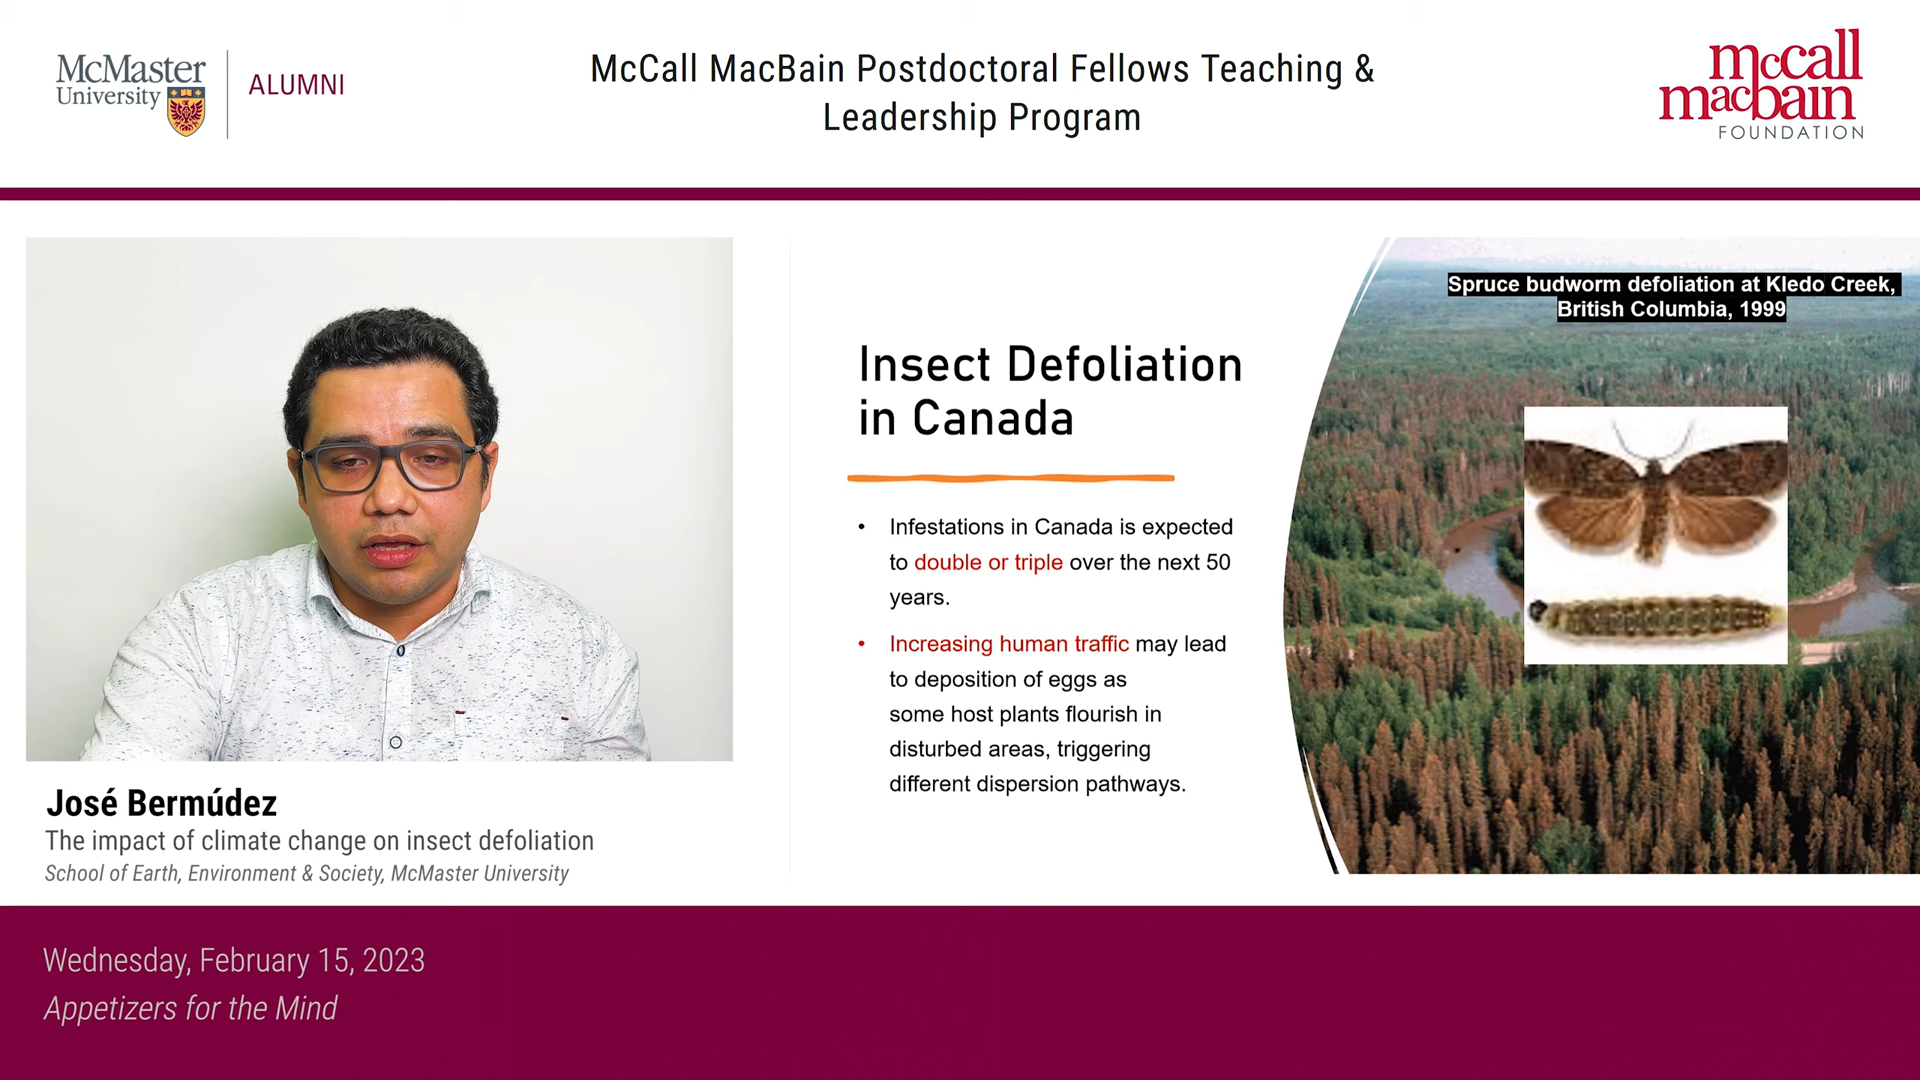 McMaster
University
ALUMNI
McCall MacBain Postdoctoral Fellows Teaching &
Leadership Program
mccall
macbain
FOUNDATION
Spruce budworm defoliation at Kledo Creek,
British Columbia, 1999
Insect Defoliation
in Canada
• Infestations in Canada is expected
to double or triple over the next 50
years.
• Increasing human traffic may lead
to deposition of eggs as
some host plants flourish in
disturbed areas, triggering
different dispersion pathways.
José Bermúdez
The impact of climate change on insect defoliation
School of Earth, Environment & Society, McMaster University
Wednesday, February 15, 2023
Appetizers for the Mind